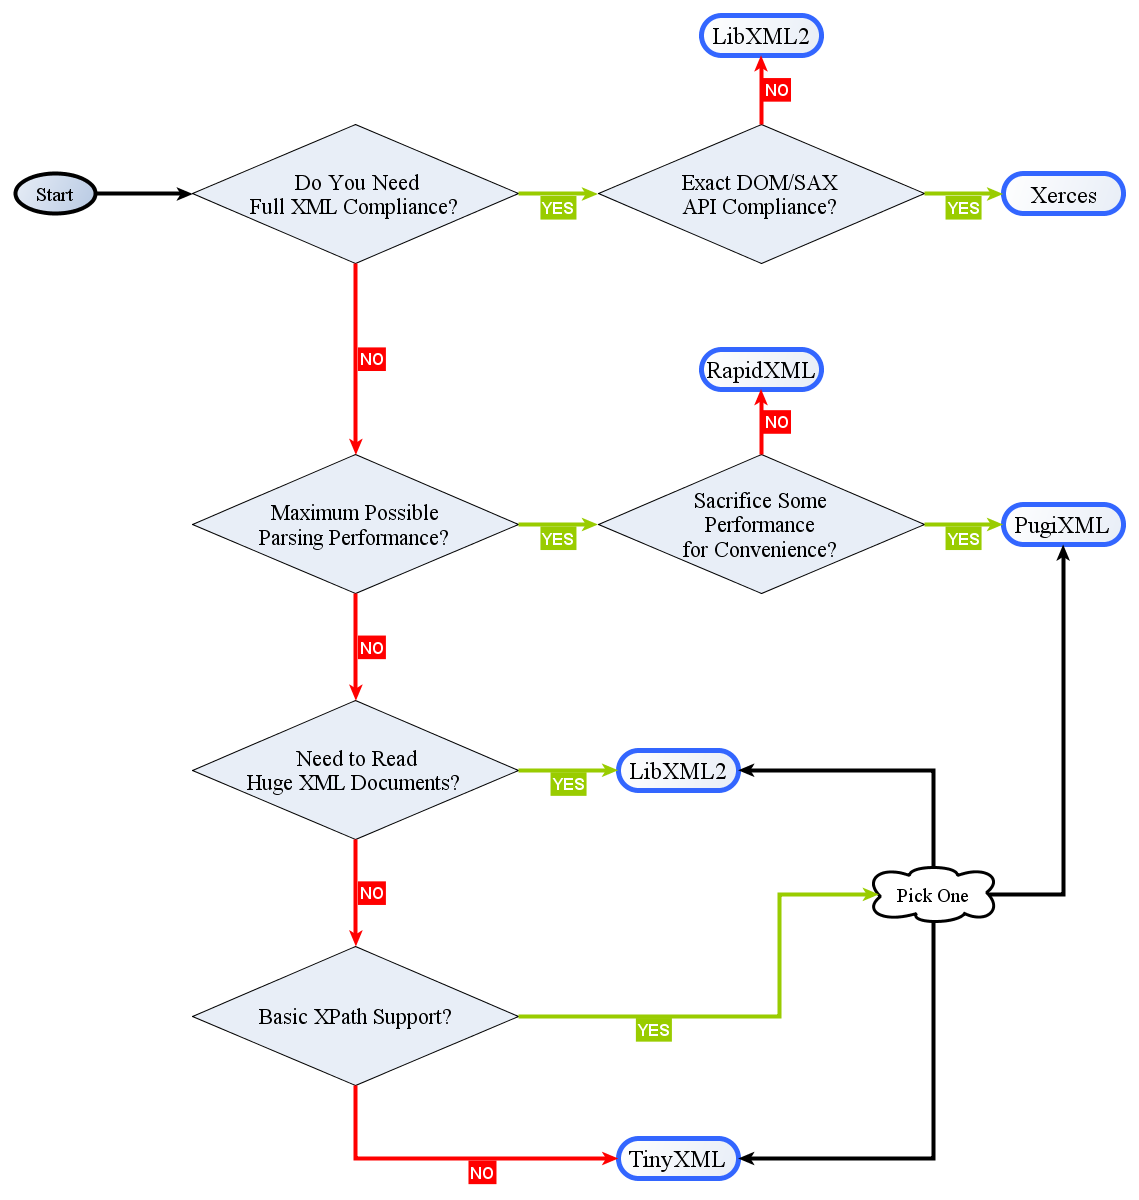 LibXML2
NO
Start
Do You Need
Full XML Compliance?
YES
Exact DOM/SAX
API Compliance?
YES
Xerces
NO
RapidXML
NO
Maximum Possible
Parsing Performance?
YES
Sacrifice Some
Performance
for Convenience?
YES
PugiXML
NO
Need to Read
Huge XML Documents?
YES
LibXML2
NO
Pick One
Basic XPath Support?
YES
NO
TinyXML